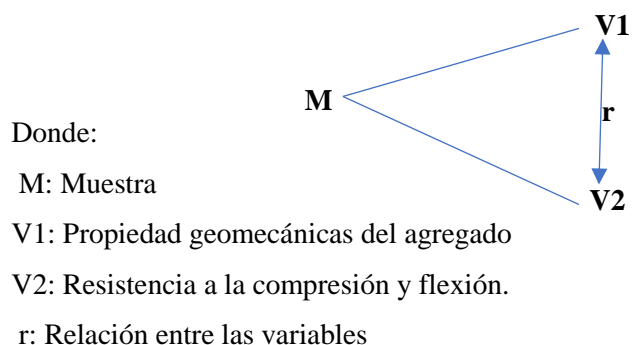 V1
M
r
Donde:
M: Muestra
V2
V1: Propiedad geomecánicas del agregado
V2: Resistencia a la compresión y flexión.
r: Relación entre las variables